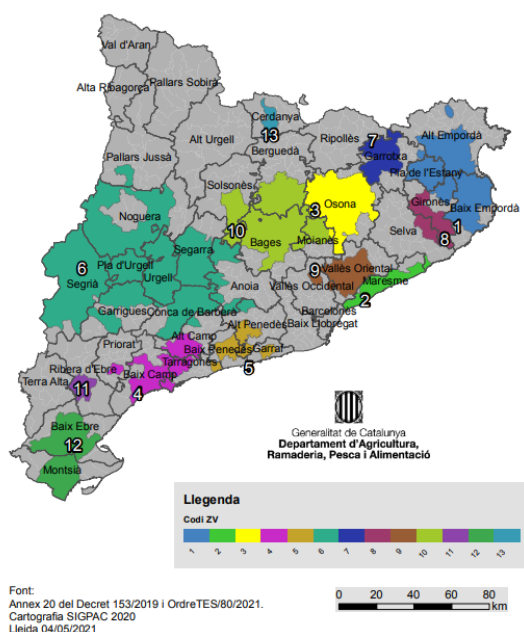 Val d'Aran
Pallars Sobirà
Alta Ribagorça
Cerdanya
13
Alt Urgell
Berguedà
Ripollès
7
Garrotxa
Alt Empordà
Pla de l'Estany
Pallars Jussà
Solsonès
Osona
3
Gironès
Baix Empordà
1
Noguera
Selva
8
10
Bages
Moianès
Segarra
6
Pla d'Urgell
Segrià
Urgell
9
Vallès Oriental
Maresme
Anoia
Vallès Occidental
2
Garrigues
Conca de Barberà
Barcelonès
Baix Llobregat
Alt Penedès
Priorat
Alt Camp
Baix Penedès
Garraf
Tarragonès
5
Ribera d'Ebre
Terra Alta
11
Baix Camp
4
Baix Ebre
12
Montsià
Generalitat de Catalunya
Departament d'Agricultura,
Ramaderia, Pesca i Alimentació
Llegenda
Codi ZV
1 2 3 4 5 6 7 8 9 10 11 12 13
Font:
Annex 20 del Decret 153/2019 i OrdreTES/80/2021.
Cartografia SIGPAC 2020
Lleida 04/05/2021
0 20 40 60 80
km